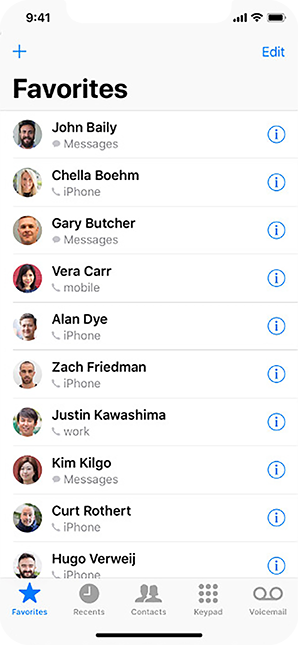 9:41
Edit
Favorites
John Baily
Messages
Chella Boehm
iPhone
Gary Butcher
Messages
Vera Carr
mobile
Alan Dye
iPhone
Zach Friedman
iPhone
Justin Kawashima
work
Kim Kilgo
Messages
Curt Rothert
iPhone
Hugo Verweij
iPhone
Favorites Recents Contacts Keypad Voicemail